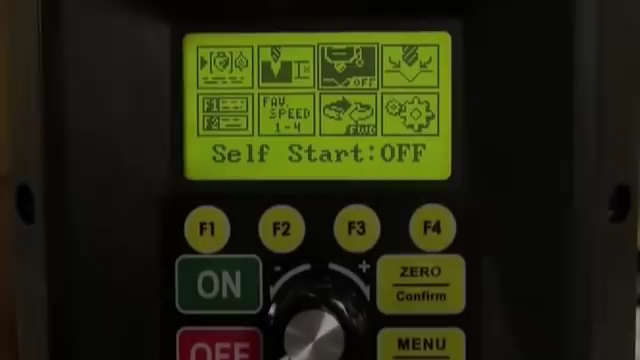 OFF
F1
F2
FAV.
SPEED
1-4
FWD
Self Start:OFF
F1 F2 F3 F4
ON
- +
ZERO
Confirm
OFF
MENU